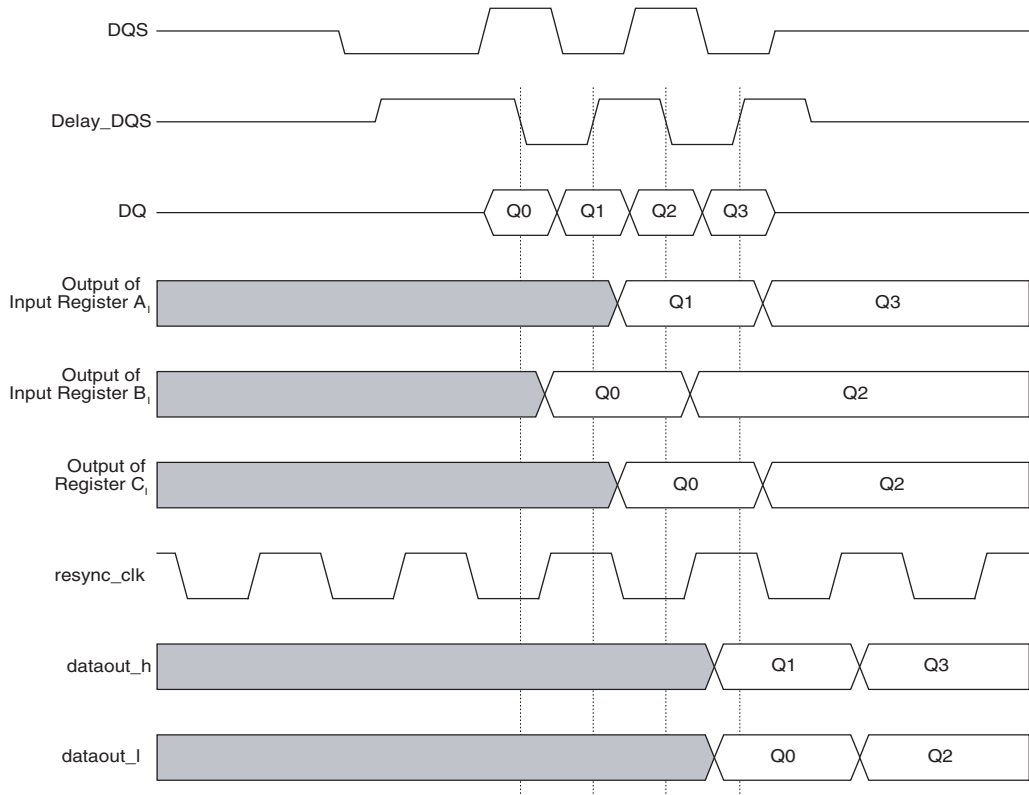 DQS
Delay_DQS
DQ
Q0 Q1 Q2 Q3
Output of
Input Register A_I
Q1 Q3
Output of
Input Register B_I
Q0 Q2
Output of
Register C_I
Q0 Q2
resync_clk
dataout_h
Q1 Q3
dataout_l
Q0 Q2